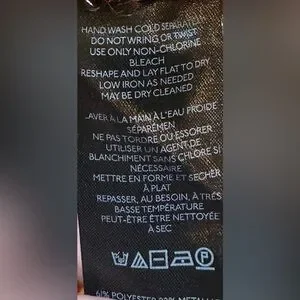 HAND WASH COLD SEPARATELY
DO NOT WRING OR TWIST
USE ONLY NON-CHLORINE
BLEACH
RESHAPE AND LAY FLAT TO DRY
LOW IRON AS NEEDED
MAY BE DRY CLEANED
LAVER À LA MAIN À L'EAU FROIDE
SÉPARÉMEN
NE PAS TORDRE OU ESSORER
UTILISER UN AGENT DE
BLANCHIMENT SANS CHLORE SI
NÉCESSAIRE
METTRE EN FORME ET SÉCHER
À PLAT
REPASSER, AU BESOIN, À TRÈS
BASSE TEMPÉRATURE
PEUT-ÊTRE ÊTRE NETTOYÉE
À SEC
61% POLYESTER